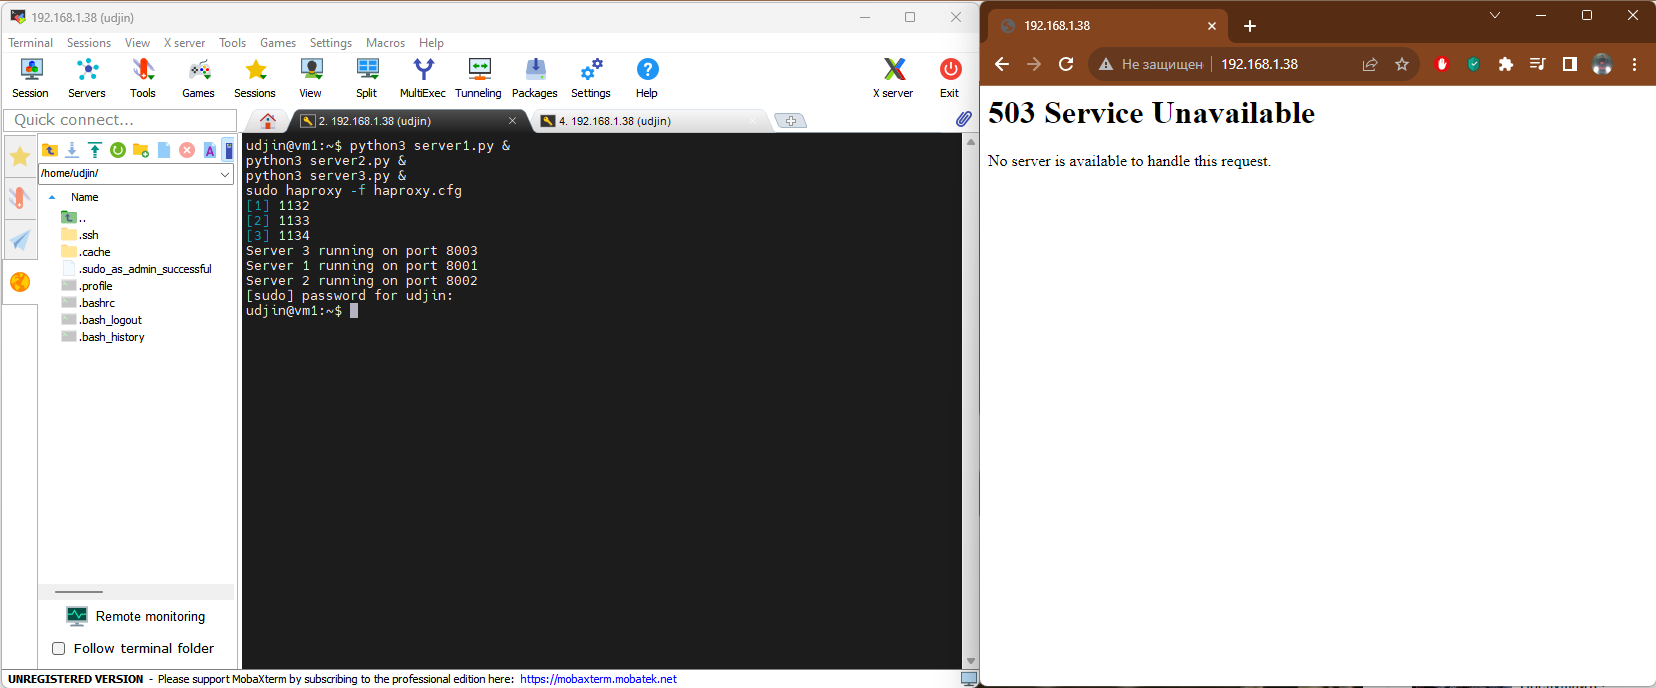 192.168.1.38 (udjin)
Terminal Sessions View X server Tools Games Settings Macros Help
Session Servers Tools Games Sessions View Split MultiExec Tunneling Packages Settings Help X server Exit
Quick connect...
2. 192.168.1.38 (udjin)
4. 192.168.1.38 (udjin)
/home/udjin/
Name
..
.ssh
.cache
.sudo_as_admin_successful
.profile
.bashrc
.bash_logout
.bash_history
Remote monitoring
Follow terminal folder
udjin@vm1:~$ python3 server1.py &
python3 server2.py &
python3 server3.py &
sudo haproxy -f haproxy.cfg
[1] 1132
[2] 1133
[3] 1134
Server 3 running on port 8003
Server 1 running on port 8001
Server 2 running on port 8002
[sudo] password for udjin:
udjin@vm1:~$
UNREGISTERED VERSION - Please support MobaXterm by subscribing to the professional edition here: https://mobaxterm.mobatek.net
192.168.1.38
Не защищен 192.168.1.38
503 Service Unavailable
No server is available to handle this request.